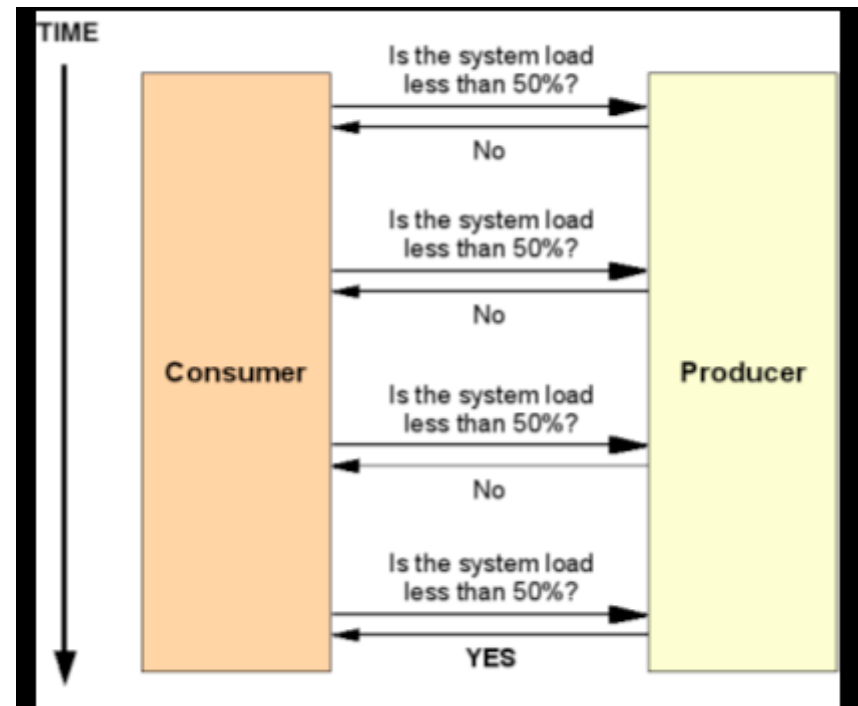 TIME
Is the system load
less than 50%?
No
Is the system load
less than 50%?
No
Consumer
Producer
Is the system load
less than 50%?
No
Is the system load
less than 50%?
YES